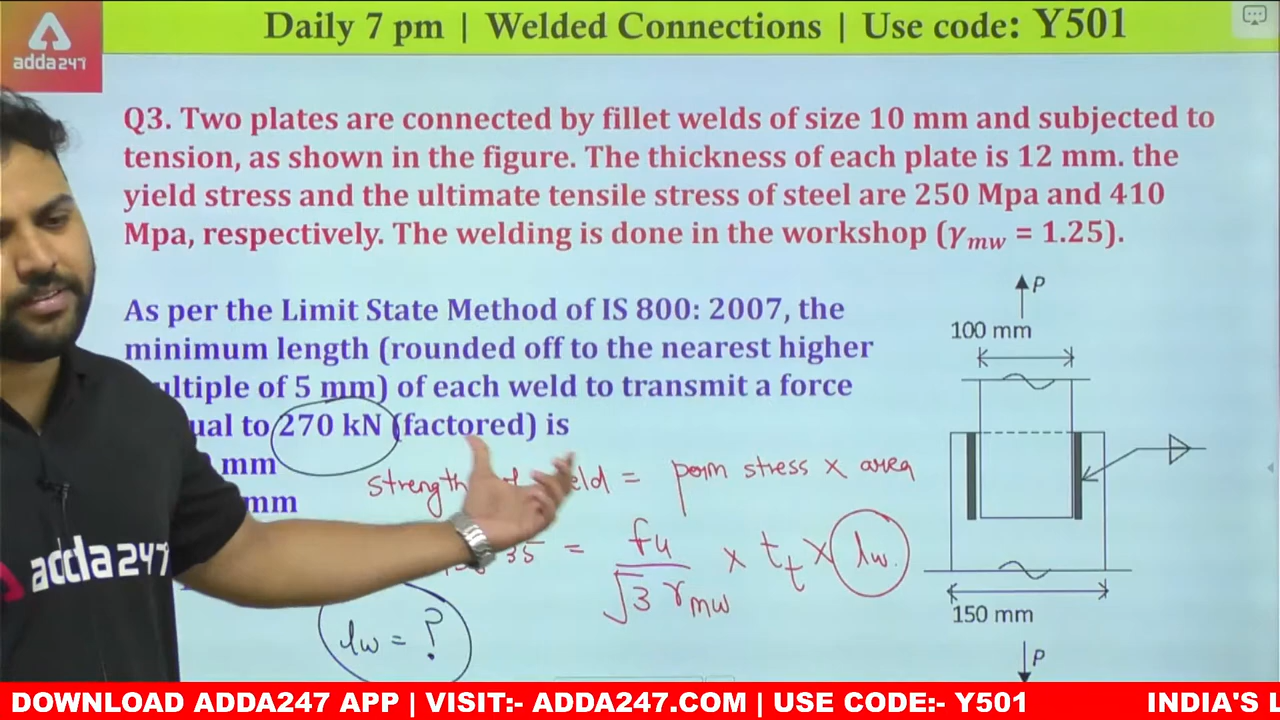 Daily 7 pm | Welded Connections | Use code: Y501
adda247
Q3. Two plates are connected by fillet welds of size 10 mm and subjected to
tension, as shown in the figure. The thickness of each plate is 12 mm. the
yield stress and the ultimate tensile stress of steel are 250 Mpa and 410
Mpa, respectively. The welding is done in the workshop (γmw = 1.25).
As per the Limit State Method of IS 800: 2007, the
minimum length (rounded off to the nearest higher
ultiple of 5 mm) of each weld to transmit a force
ual to 270 kN (factored) is
mm
mm
Strength eld = perm stress x area
35 = fu / √3 γmw x tt x lw.
lw = ?
P
100 mm
150 mm
P
adda247
DOWNLOAD ADDA247 APP | VISIT:- ADDA247.COM | USE CODE:- Y501 INDIA'S L